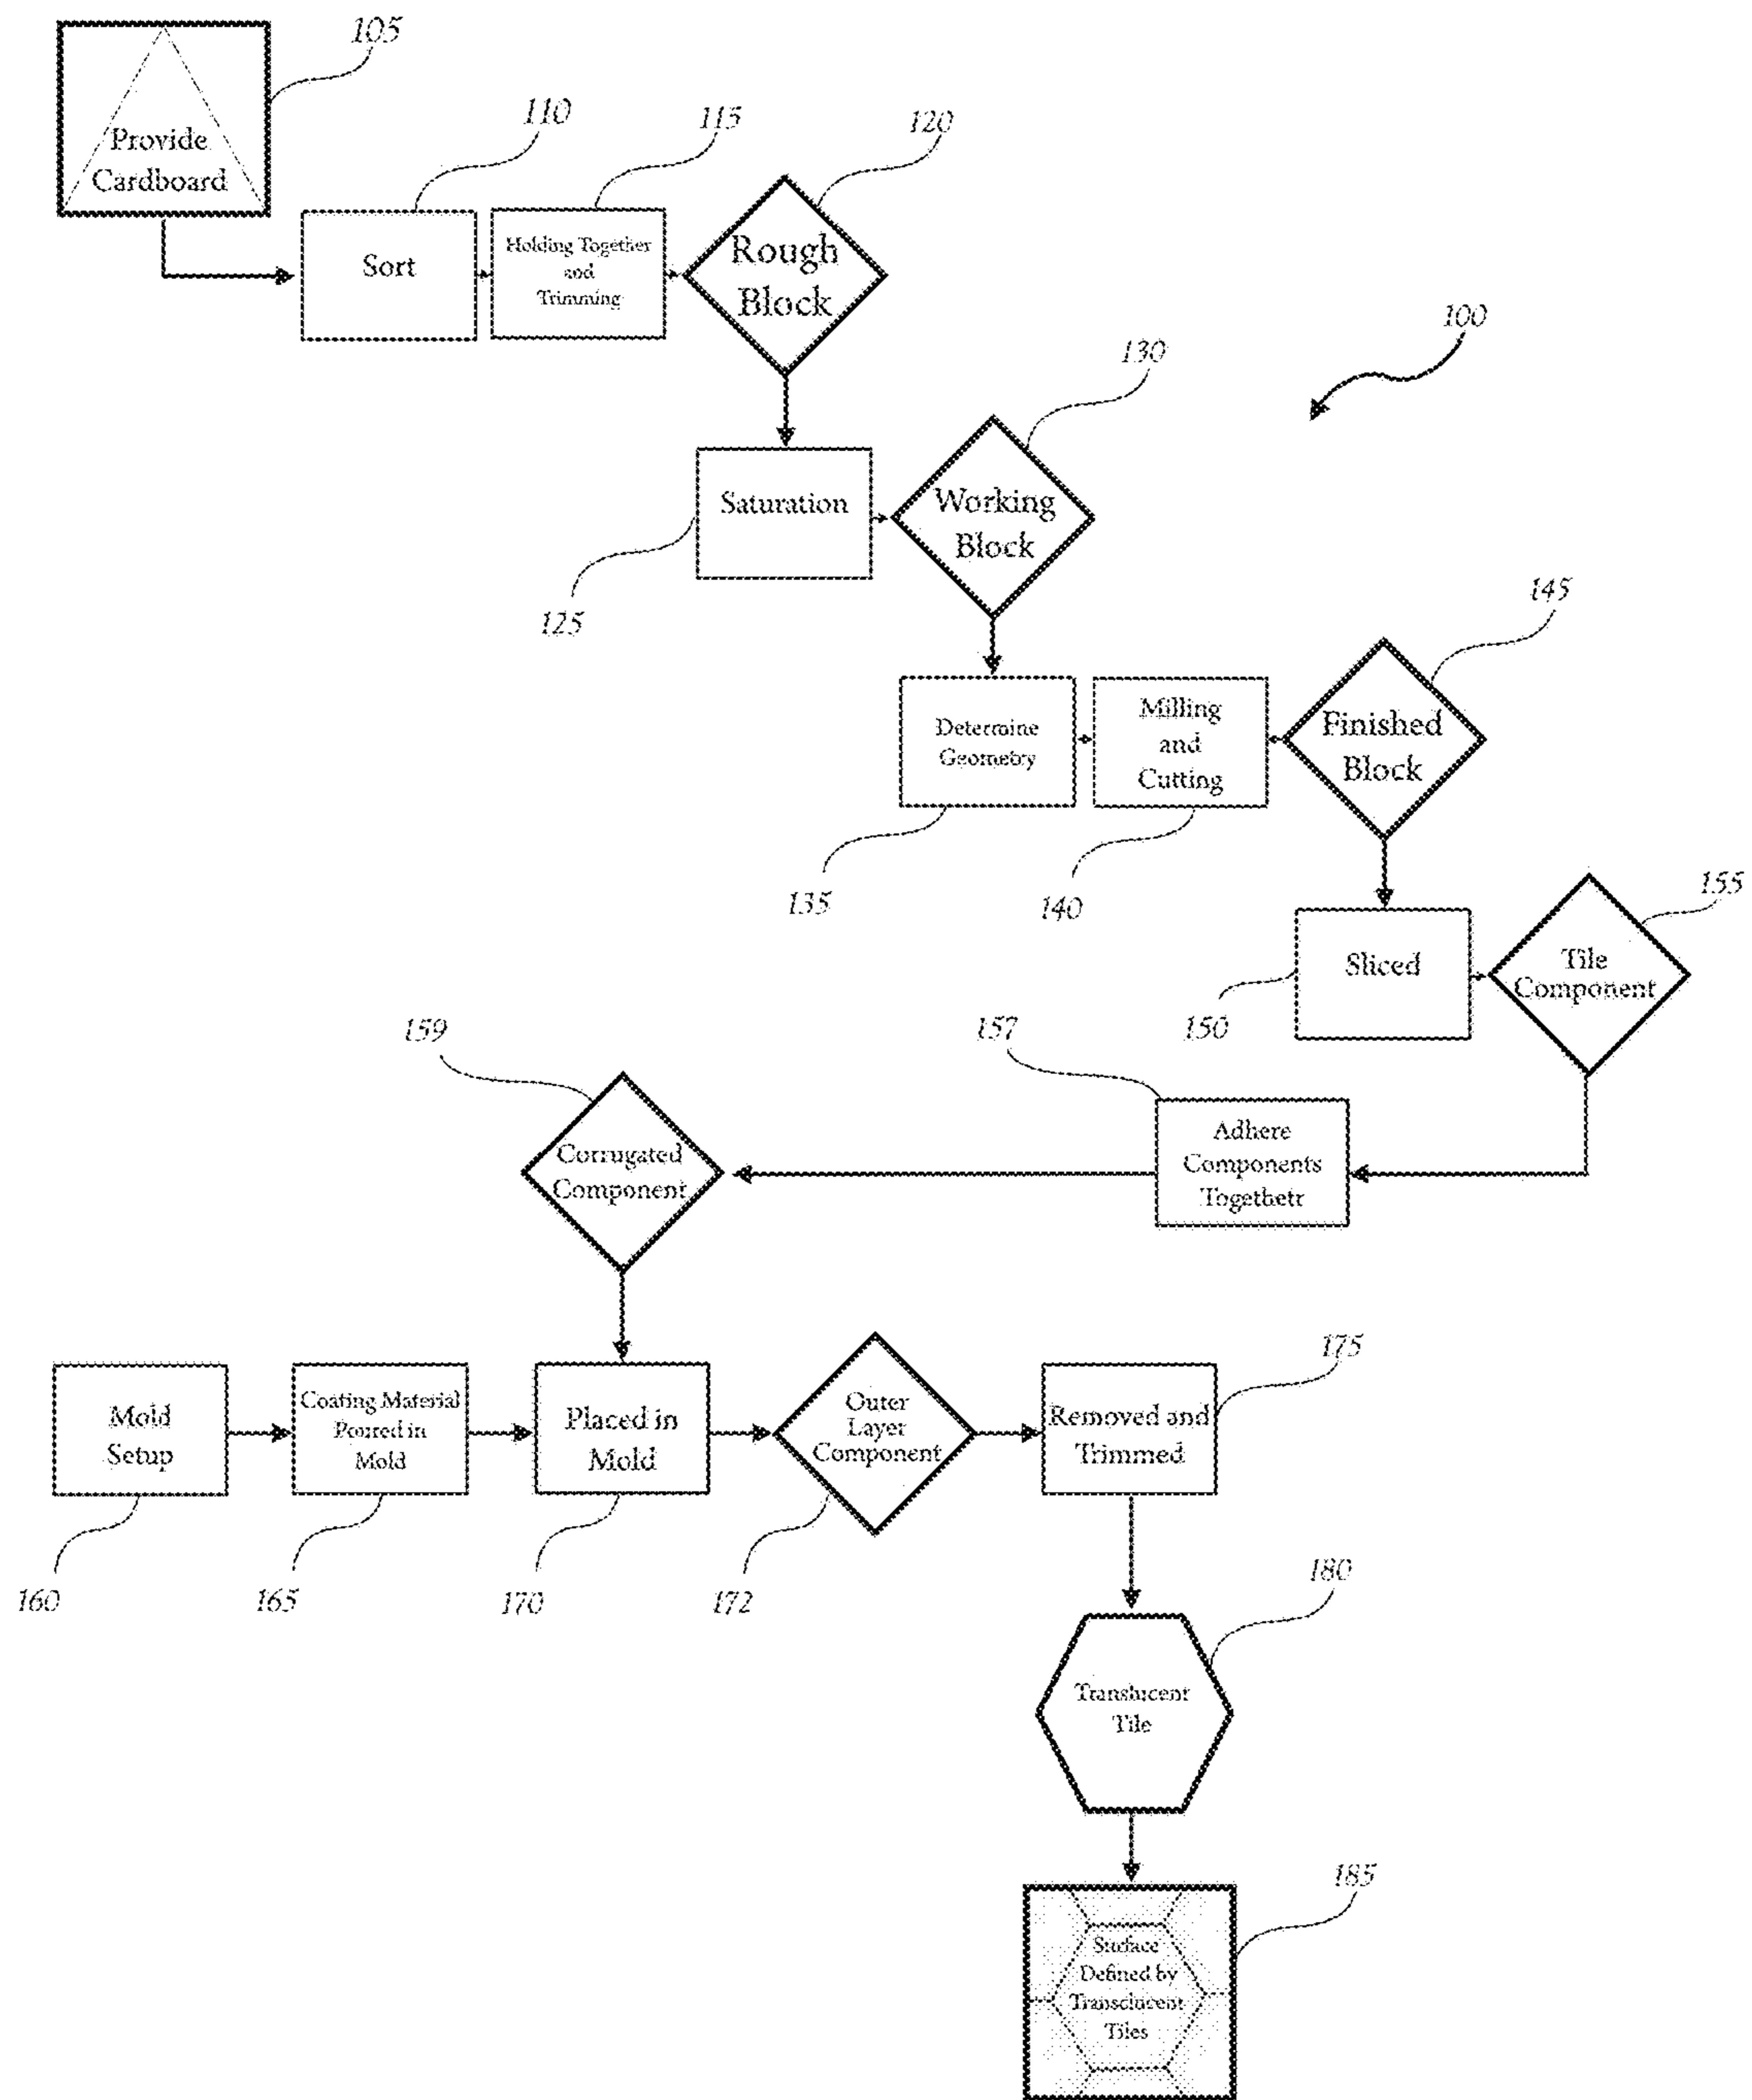 105
Provide
Cardboard
110
Sort
115
Holding Together
and
Trimming
120
Rough
Block
100
125
Saturation
130
Working
Block
135
Determine
Geometry
140
Milling
and
Cutting
145
Finished
Block
150
Sliced
155
Tile
Component
157
Adhere
Components
Togethetr
159
Corrugated
Component
160
Mold
Setup
165
Coating Material
Poured in
Mold
170
Placed in
Mold
172
Outer
Layer
Component
175
Removed and
Trimmed
180
Translucent
Tile
185
Surface
Defined by
Transclucent
Tiles